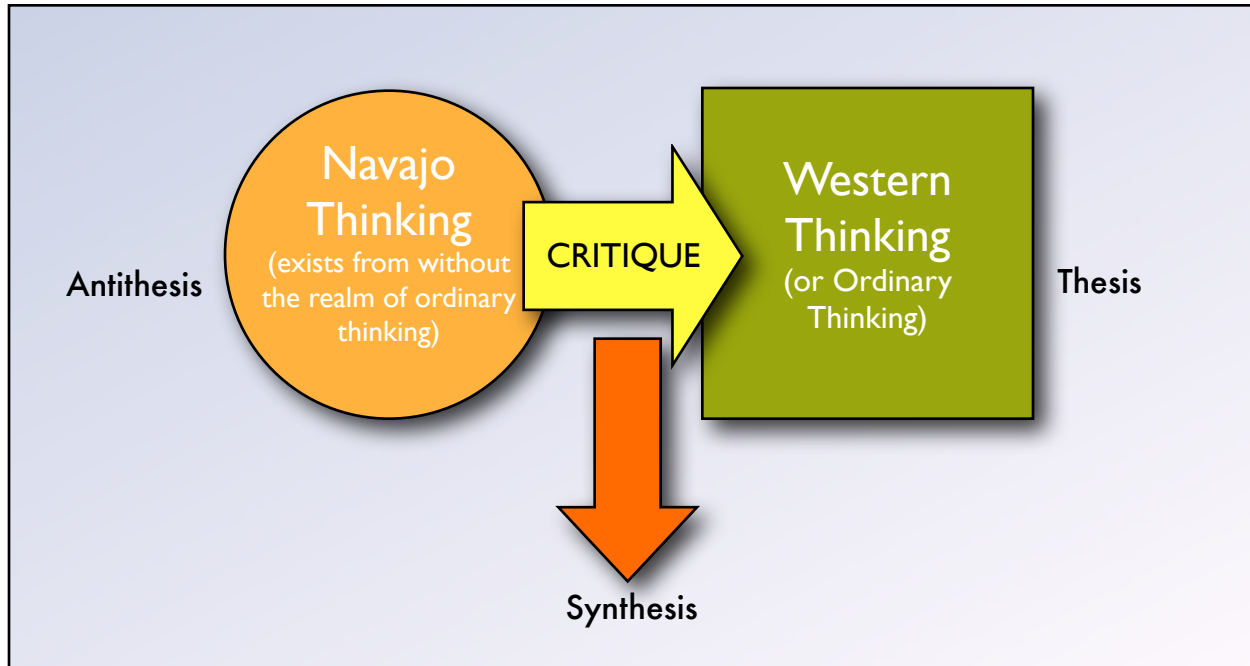 Antithesis
Navajo
Thinking
(exists from without
the realm of ordinary
thinking)
CRITIQUE
Western
Thinking
(or Ordinary
Thinking)
Thesis
Synthesis